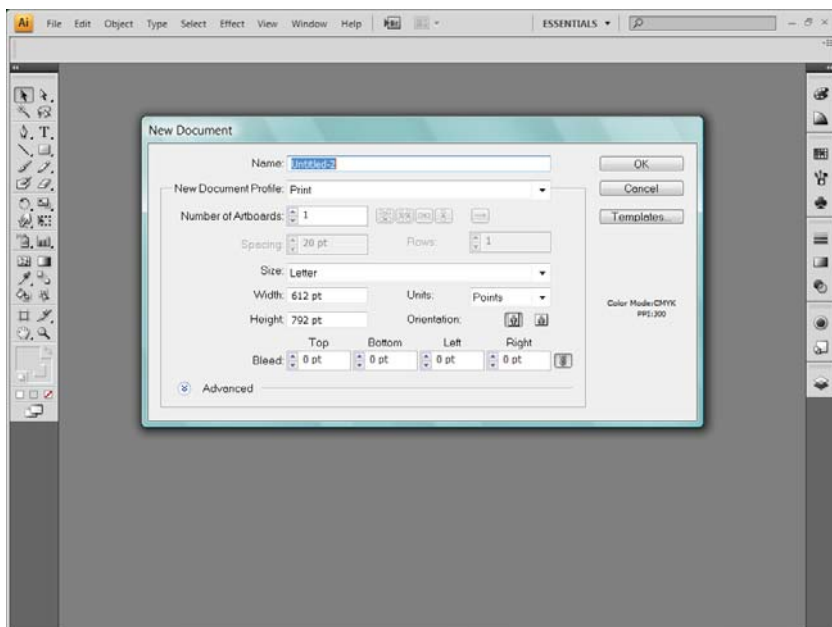 Ai File Edit Object Type Select Effect View Window Help Br ESSENTIALS
New Document
Name: Untitled-2 OK
New Document Profile: Print Cancel
Number of Artboards: 1 Templates...
Spacing: 20 pt Rows: 1
Size: Letter
Width: 612 pt Units: Points
Color Mode:CMYK
PPI:300
Height: 792 pt Orientation:
Top Bottom Left Right
Bleed: 0 pt 0 pt 0 pt 0 pt
Advanced
T